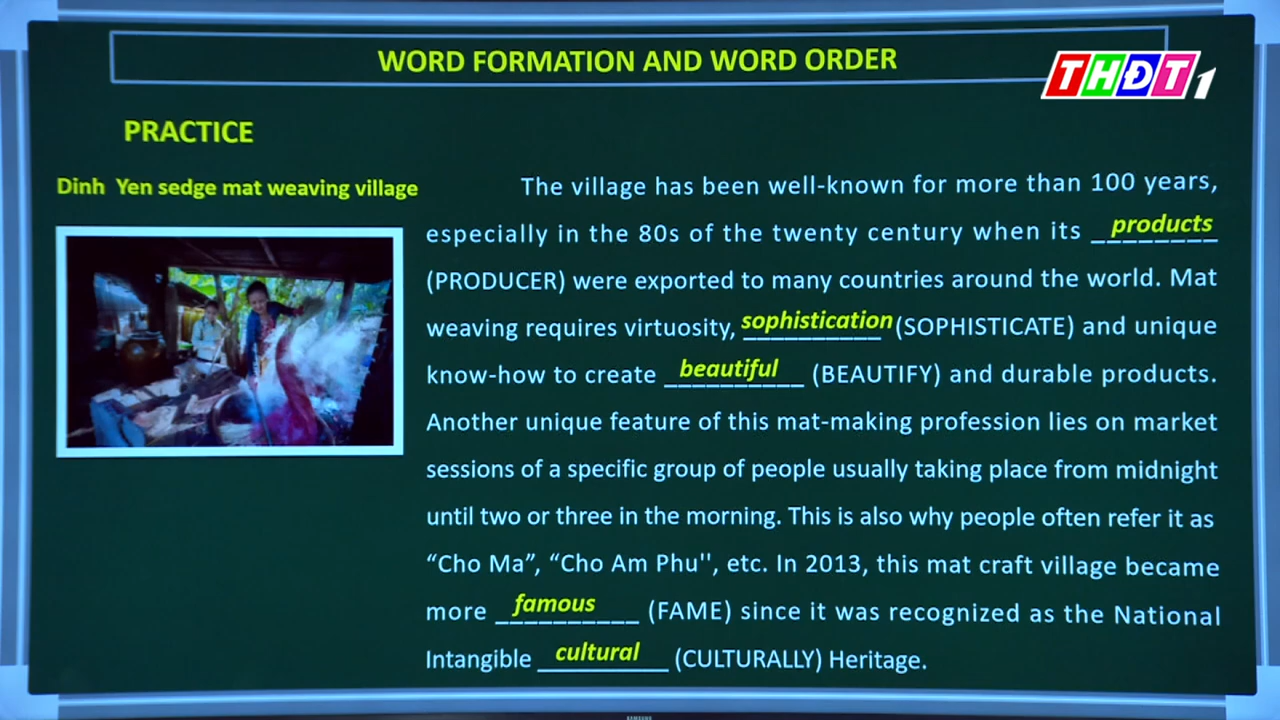 WORD FORMATION AND WORD ORDER
THĐT1
PRACTICE
Dinh Yen sedge mat weaving village
The village has been well-known for more than 100 years,
especially in the 80s of the twenty century when its products
(PRODUCER) were exported to many countries around the world. Mat
weaving requires virtuosity, sophistication (SOPHISTICATE) and unique
know-how to create beautiful (BEAUTIFY) and durable products.
Another unique feature of this mat-making profession lies on market
sessions of a specific group of people usually taking place from midnight
until two or three in the morning. This is also why people often refer it as
“Cho Ma”, “Cho Am Phu'', etc. In 2013, this mat craft village became
more famous (FAME) since it was recognized as the National
Intangible cultural (CULTURALLY) Heritage.
SAMSUNG